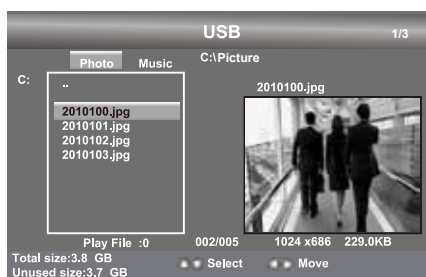 USB 1/3
Photo Music C:\Picture
C: ..
2010100.jpg
2010100.jpg
2010101.jpg
2010102.jpg
2010103.jpg
Play File :0 002/005 1024 x686 229.0KB
Total size:3.8 GB
Select Move
Unused size:3.7 GB